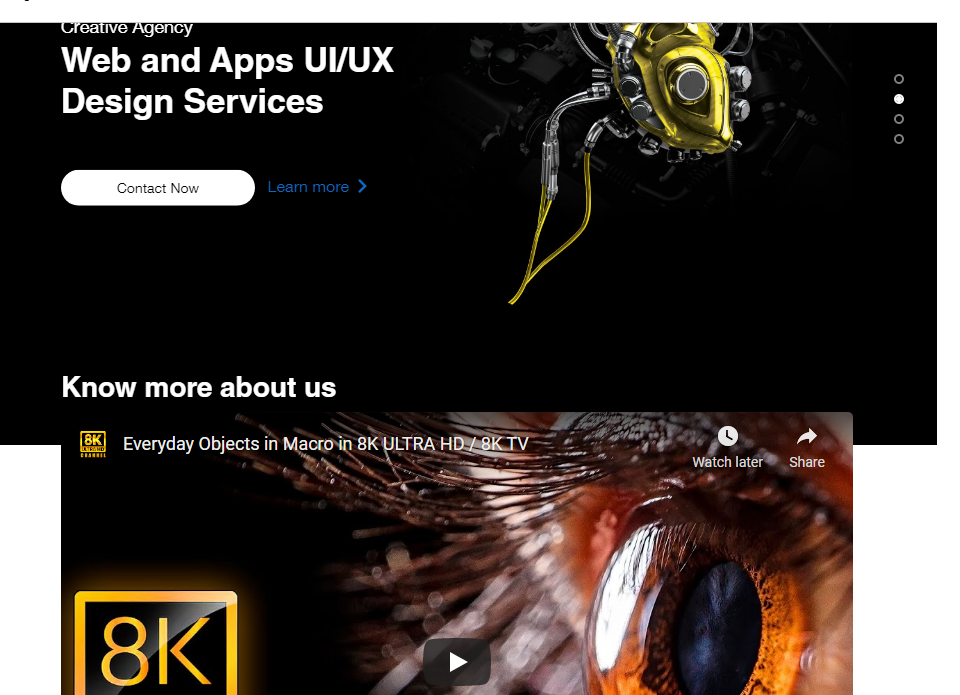 Creative Agency
Web and Apps UI/UX
Design Services
Contact Now
Learn more
Know more about us
8K
CHANNEL
Everyday Objects in Macro in 8K ULTRA HD / 8K TV
Watch later
Share
8K